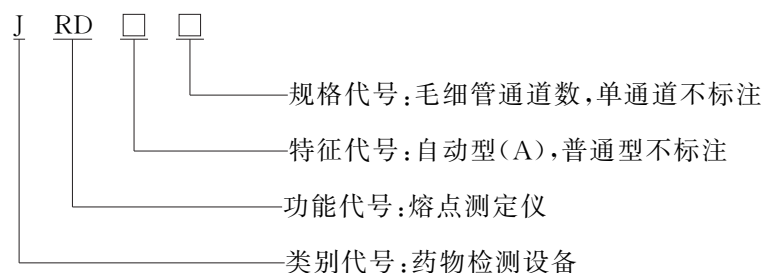 J RD □ □
规格代号:毛细管通道数,单通道不标注
特征代号:自动型(A),普通型不标注
功能代号:熔点测定仪
类别代号:药物检测设备